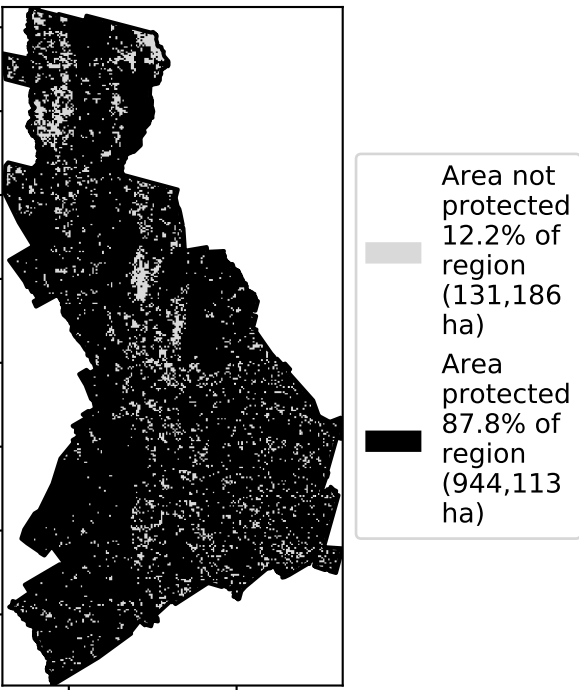 Area not
protected
12.2% of
region
(131,186
ha)
Area
protected
87.8% of
region
(944,113
ha)